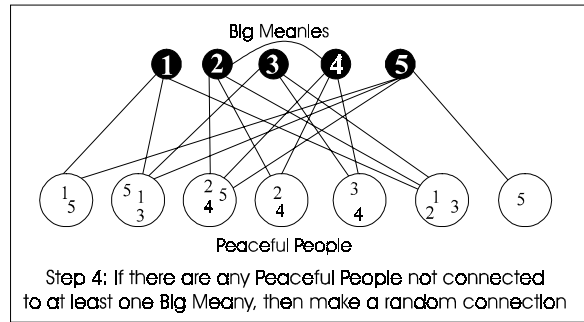 Big Meanies
1 2 3 4 5
1 5
5 1 3
2 5 4
2 4
3 4
1 2 3
5
Peaceful People
Step 4: If there are any Peaceful People not connected
to at least one Big Meany, then make a random connection